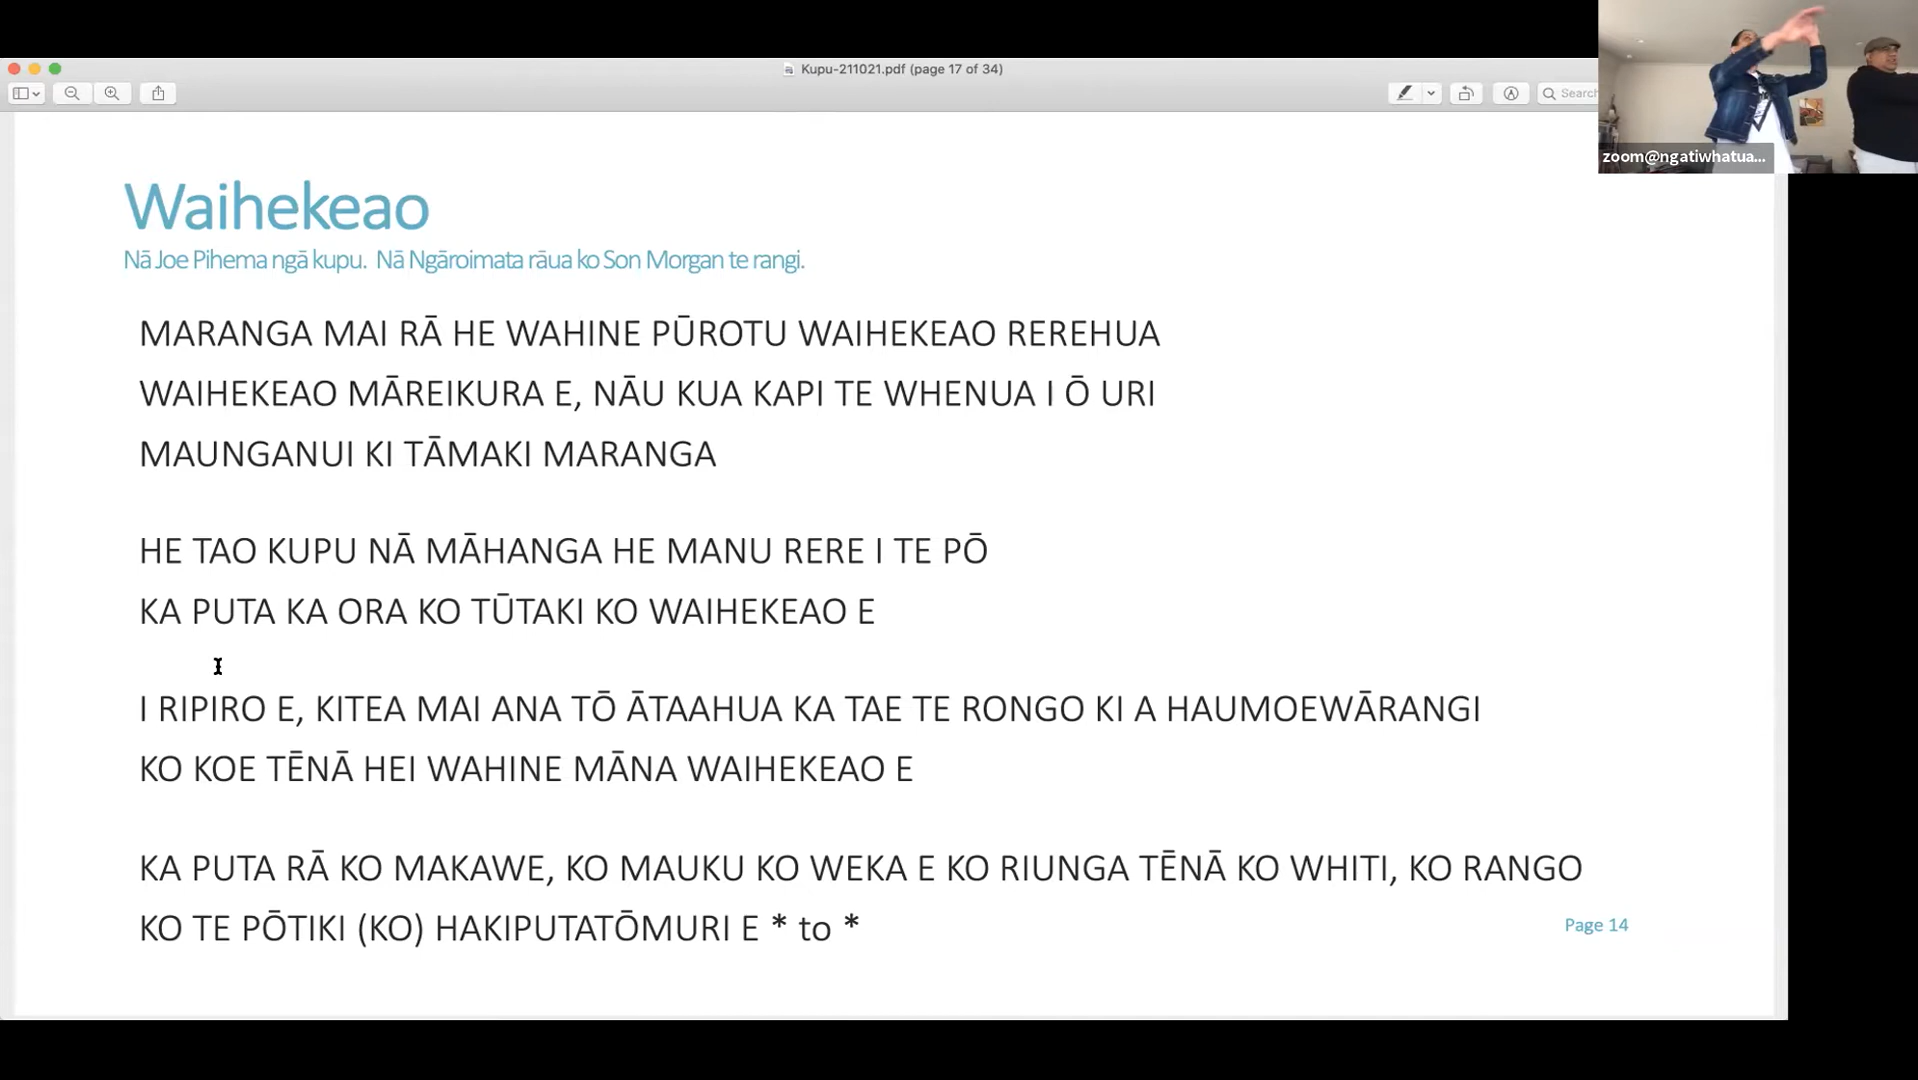 Kupu-211021.pdf (page 17 of 34)
Search
zoom@ngatiwhatua...
Waihekeao
Nā Joe Pihema ngā kupu. Nā Ngāroimata rāua ko Son Morgan te rangi.
MARANGA MAI RĀ HE WAHINE PŪROTU WAIHEKEAO REREHUA
WAIHEKEAO MĀREIKURA E, NĀU KUA KAPI TE WHENUA I Ō URI
MAUNGANUI KI TĀMAKI MARANGA
HE TAO KUPU NĀ MĀHANGA HE MANU RERE I TE PŌ
KA PUTA KA ORA KO TŪTAKI KO WAIHEKEAO E
I RIPIRO E, KITEA MAI ANA TŌ ĀTAAHUA KA TAE TE RONGO KI A HAUMOEWĀRANGI
KO KOE TĒNĀ HEI WAHINE MĀNA WAIHEKEAO E
KA PUTA RĀ KO MAKAWE, KO MAUKU KO WEKA E KO RIUNGA TĒNĀ KO WHITI, KO RANGO
KO TE PŌTIKI (KO) HAKIPUTATŌMURI E * to *
Page 14